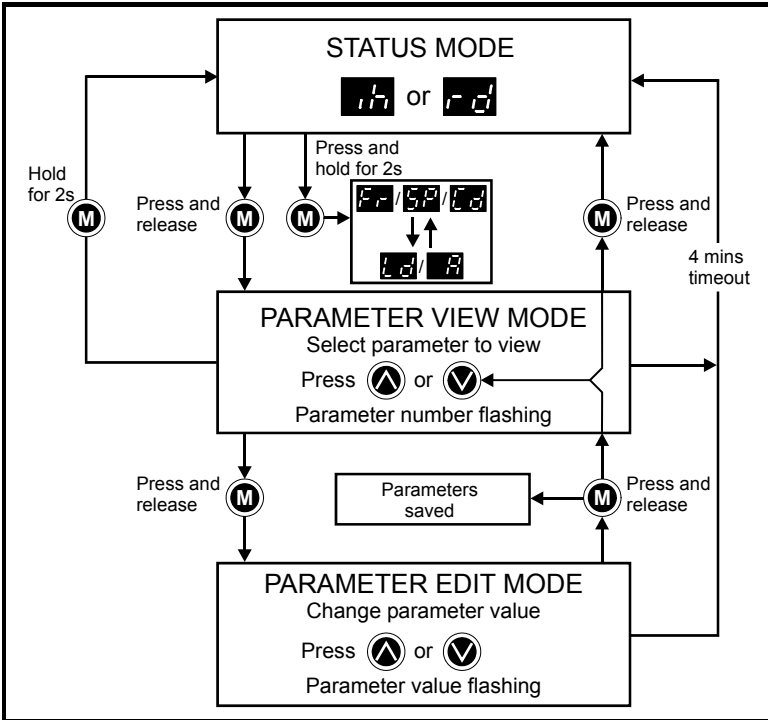 STATUS MODE
ih or rd
Hold
for 2s
M
Press and
release
M
Press and
hold for 2s
M
Fr/SP/Cd
Ld/A
M
Press and
release
4 mins
timeout
PARAMETER VIEW MODE
Select parameter to view
Press or
Parameter number flashing
Press and
release
M
Parameters
saved
M
Press and
release
PARAMETER EDIT MODE
Change parameter value
Press or
Parameter value flashing